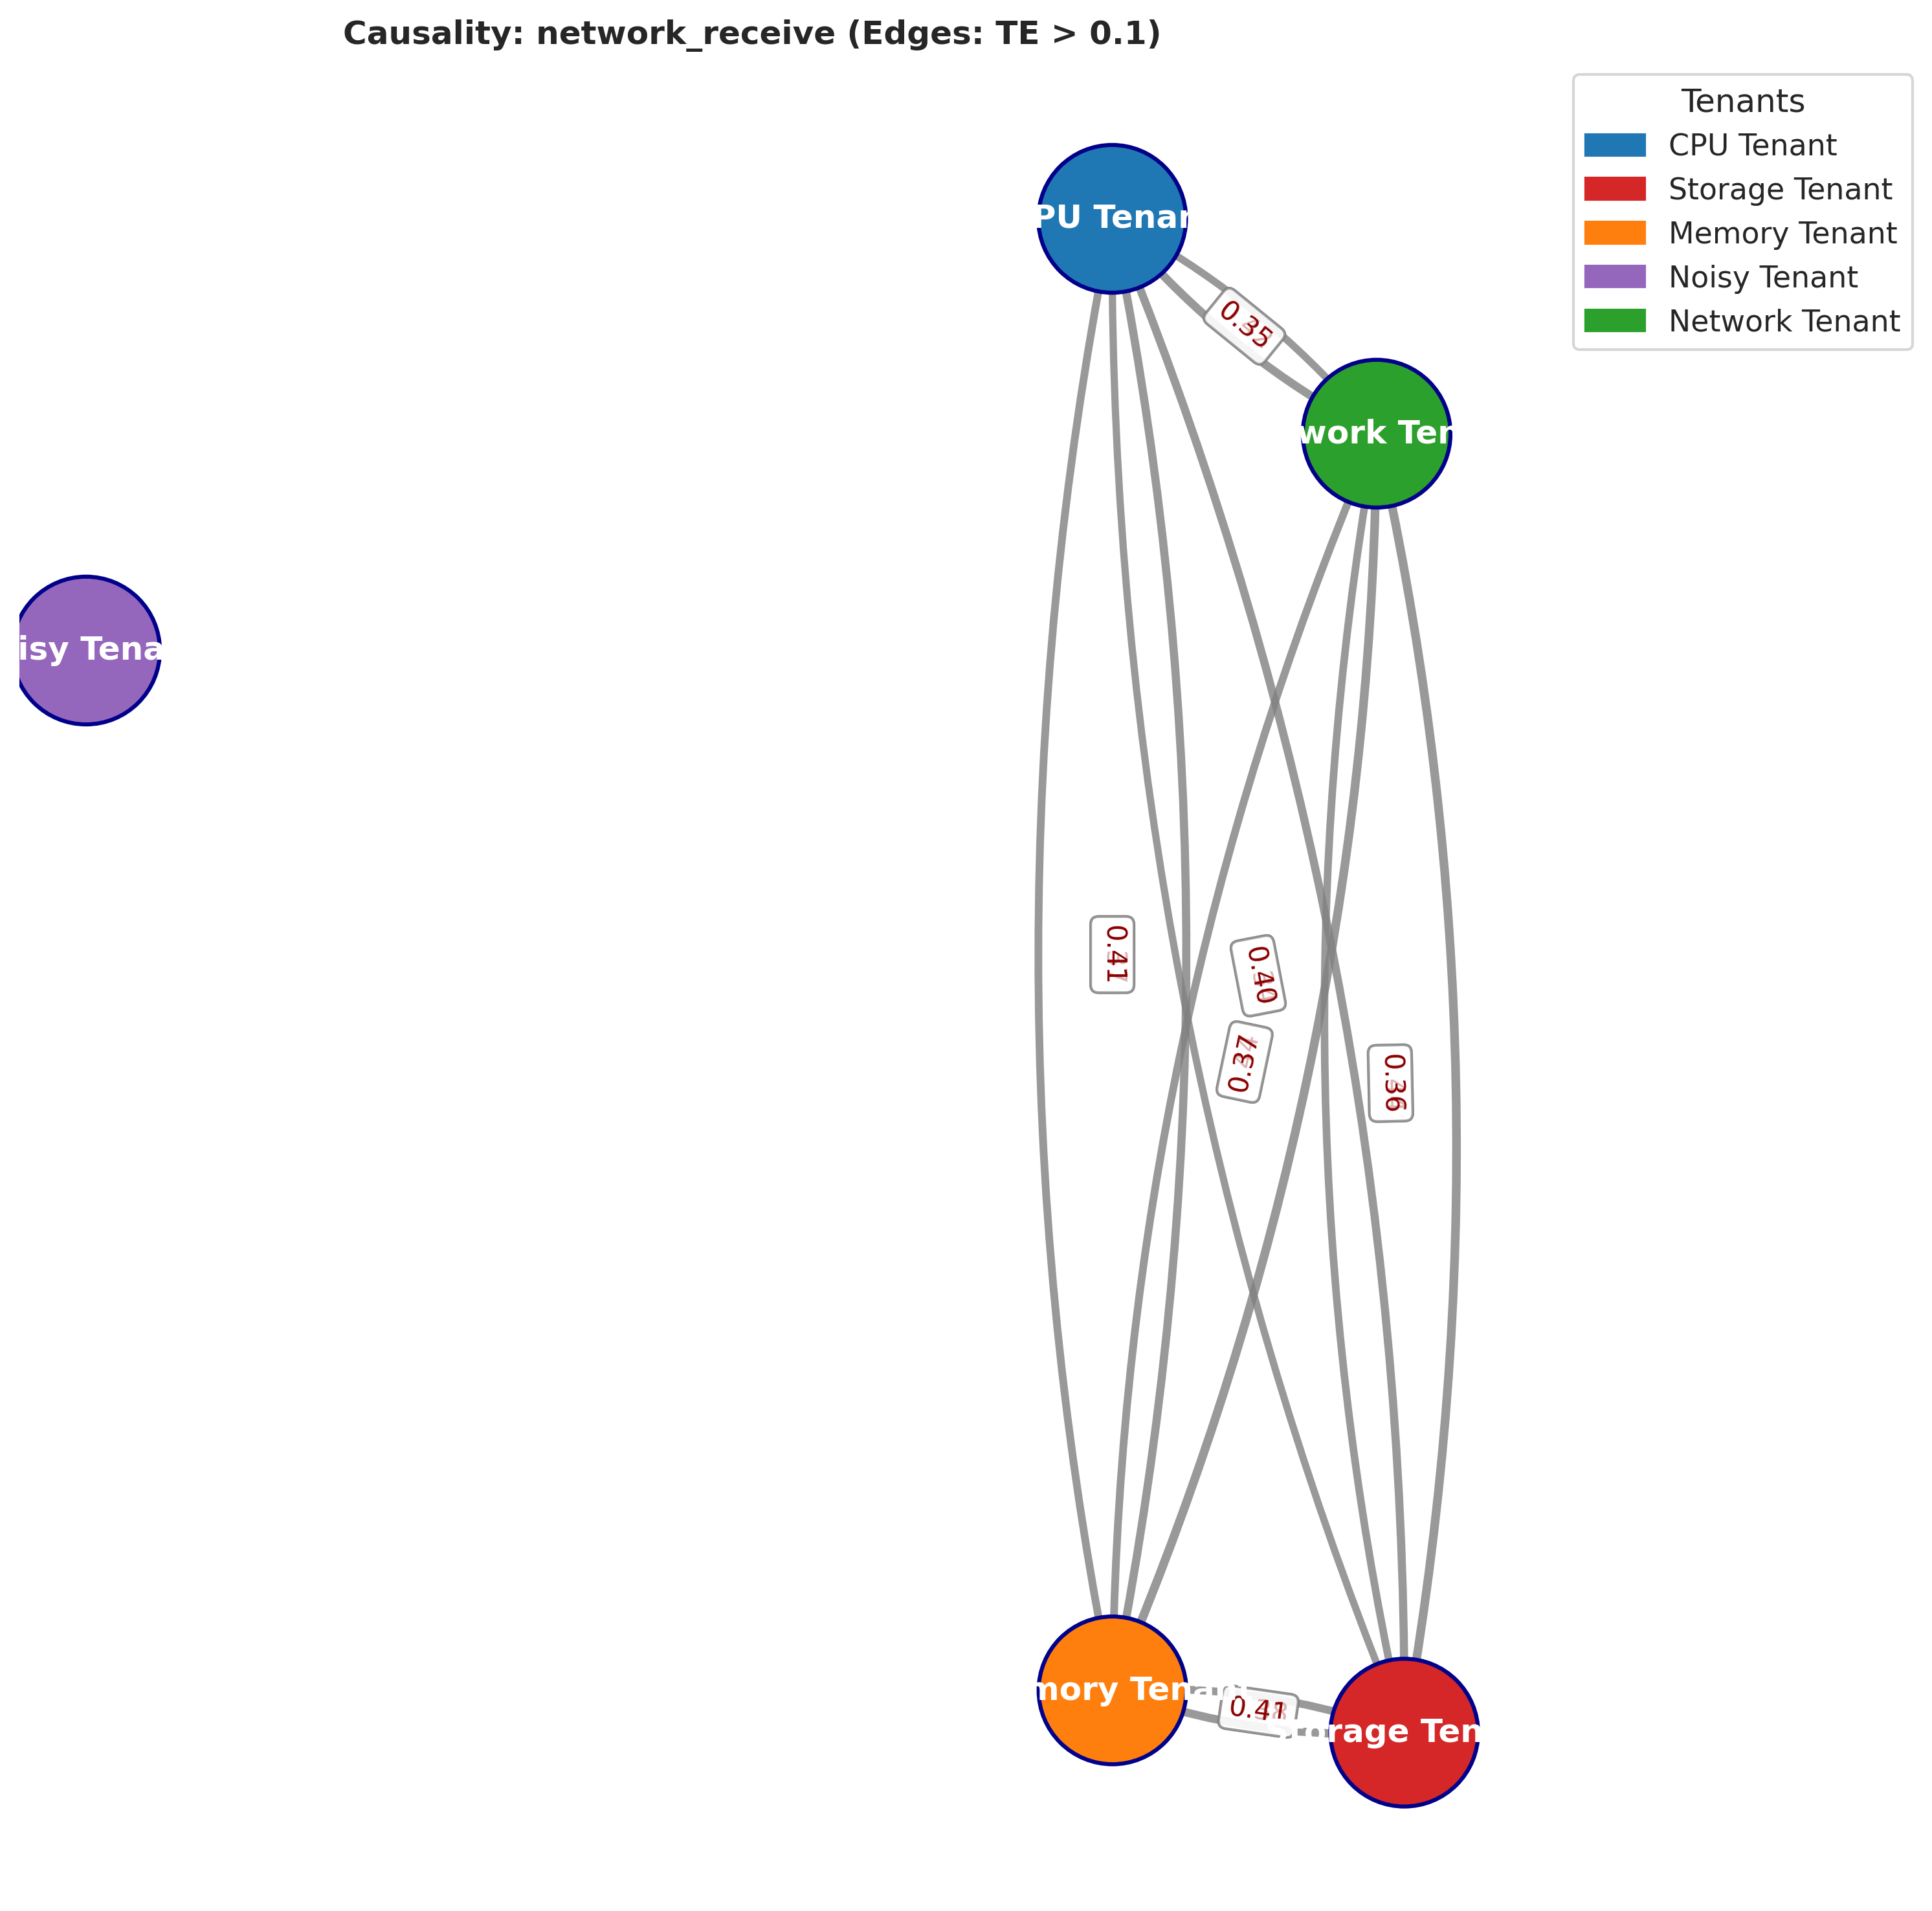 Causality: network_receive (Edges: TE > 0.1)
Tenants
CPU Tenant
Storage Tenant
Memory Tenant
Noisy Tenant
Network Tenant
PU Tenan
0.35
work Ten
isy Tena
0.41
0.40
0.37
0.36
mory Tenant
0.41
orage Ten